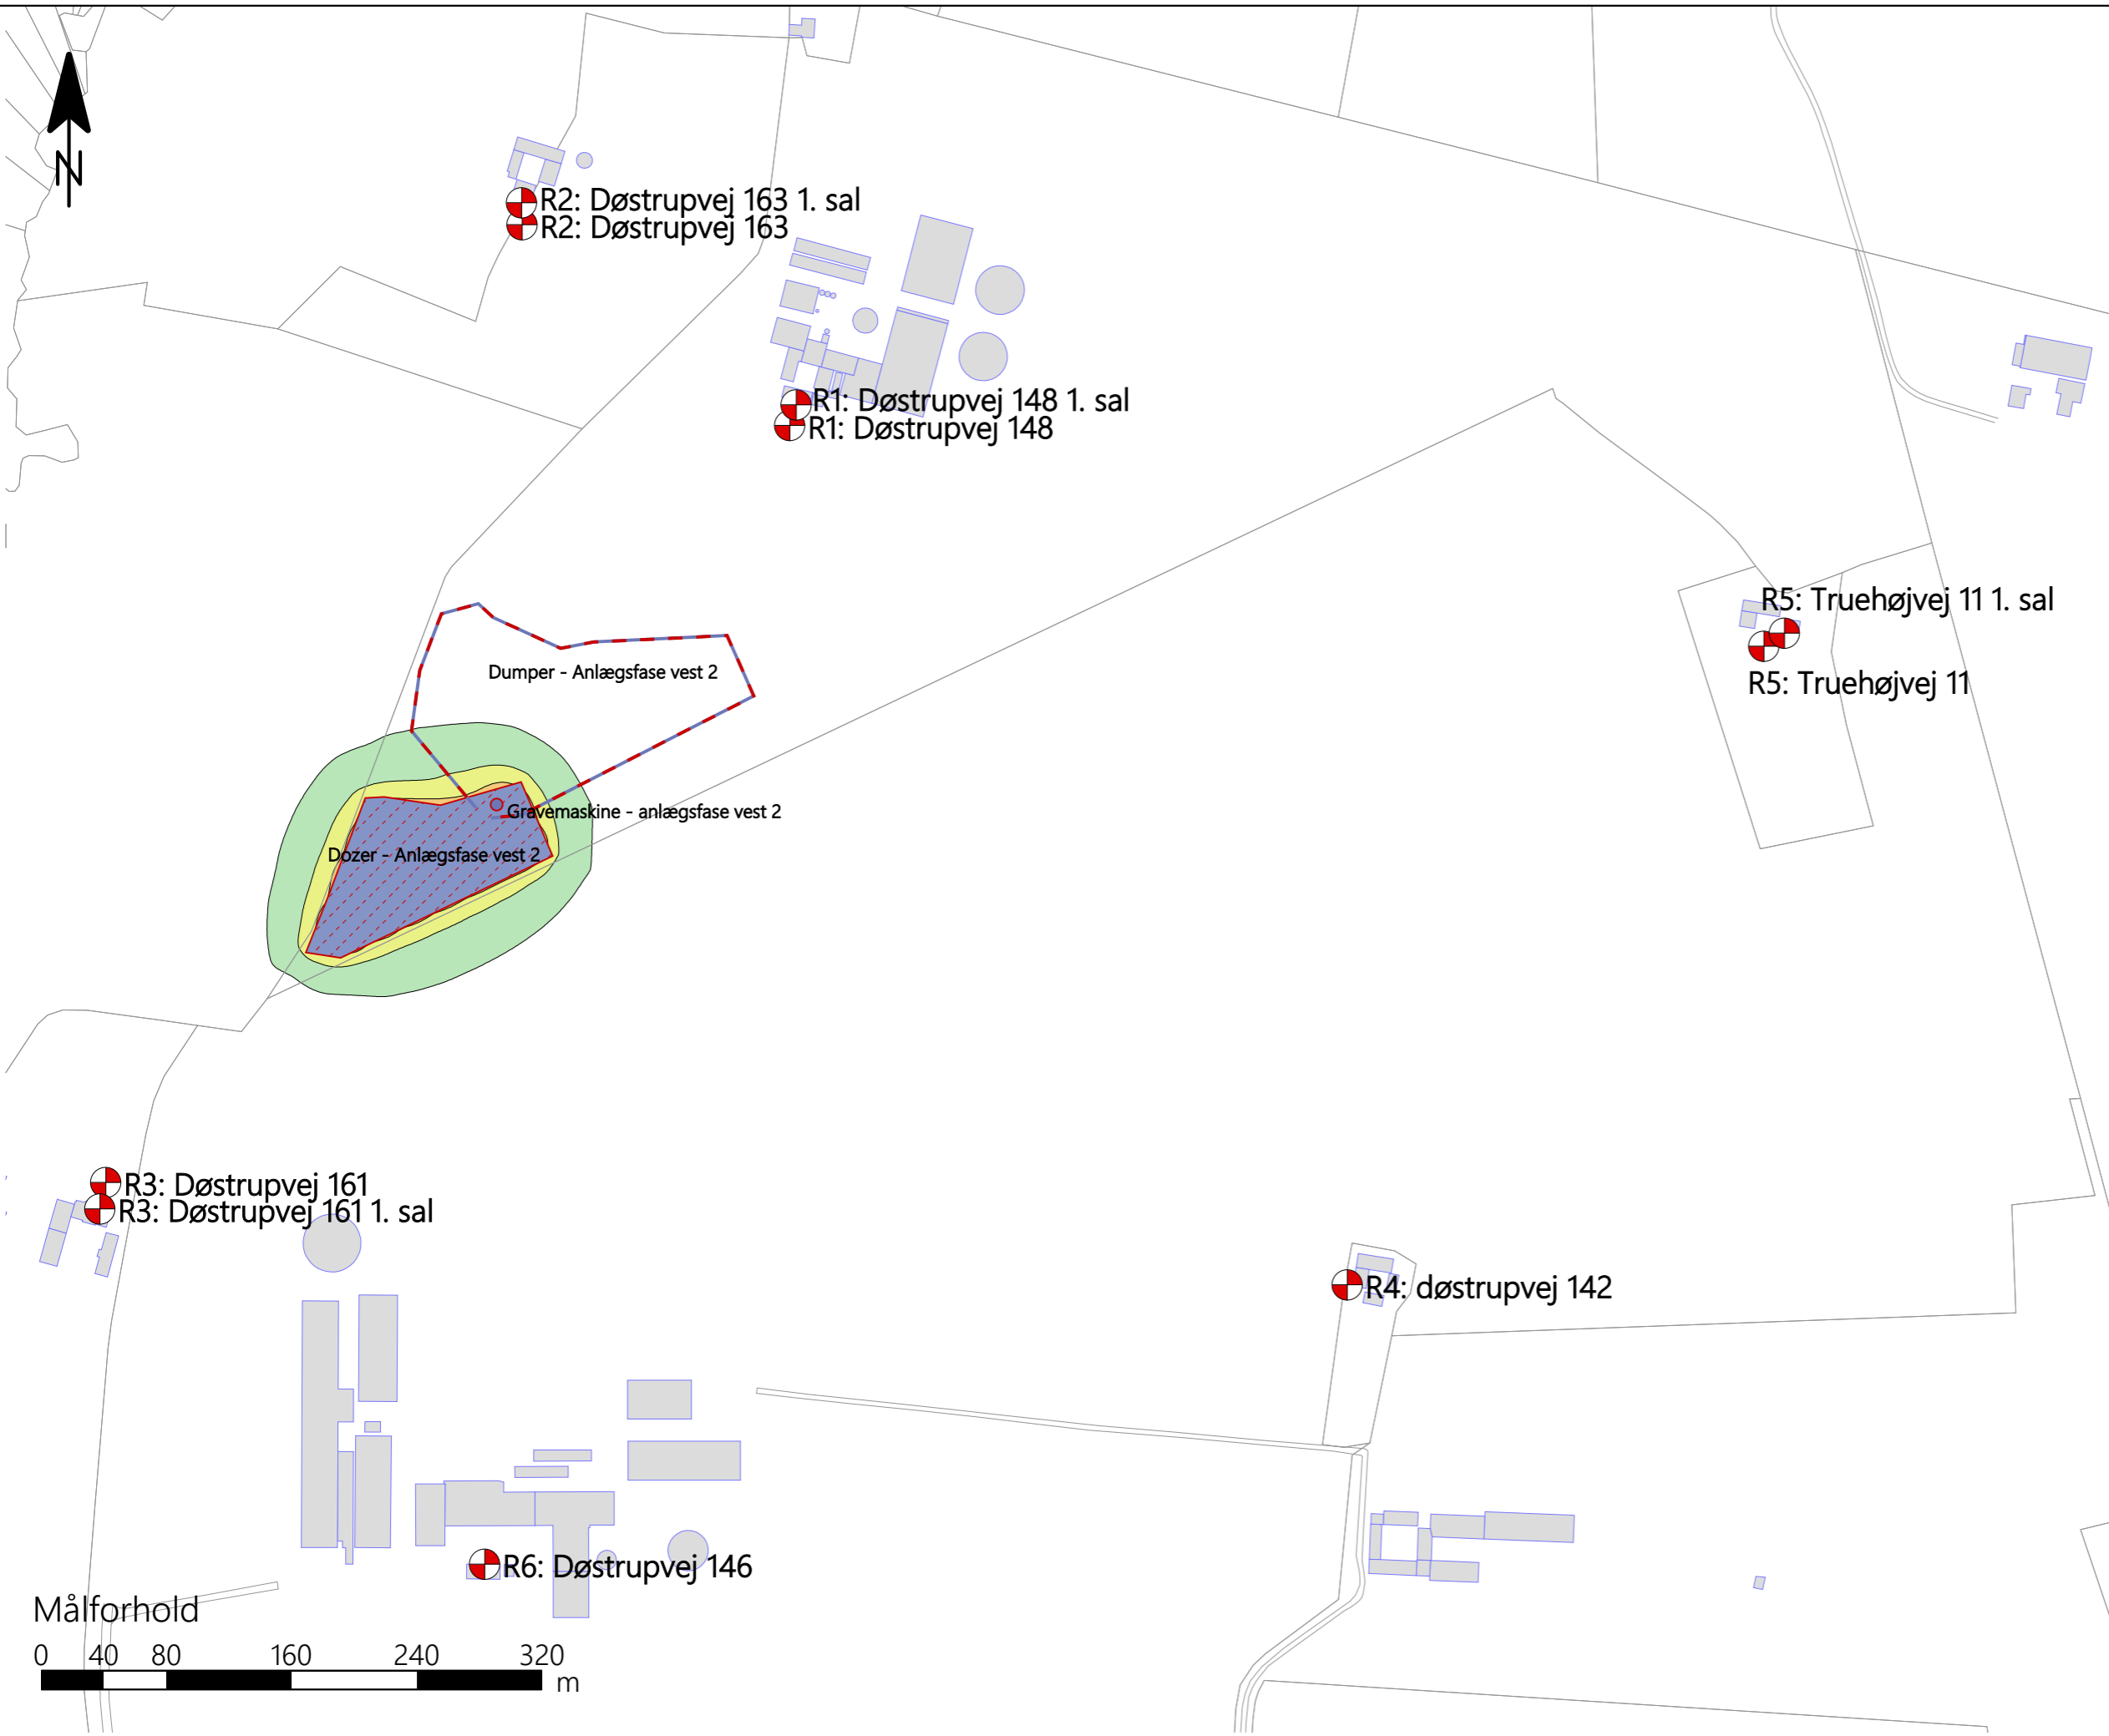 N
R2: Døstrupvej 163 1. sal
R2: Døstrupvej 163
R1: Døstrupvej 148 1. sal
R1: Døstrupvej 148
R5: Truehøjvej 11 1. sal
R5: Truehøjvej 11
Dumper - Anlægsfase vest 2
Gravemaskine - anlægsfase vest 2
Dozer - Anlægsfase vest 2
R3: Døstrupvej 161
R3: Døstrupvej 161 1. sal
R4: døstrupvej 142
R6: Døstrupvej 146
Målforhold
0 40 80 160 240 320
m